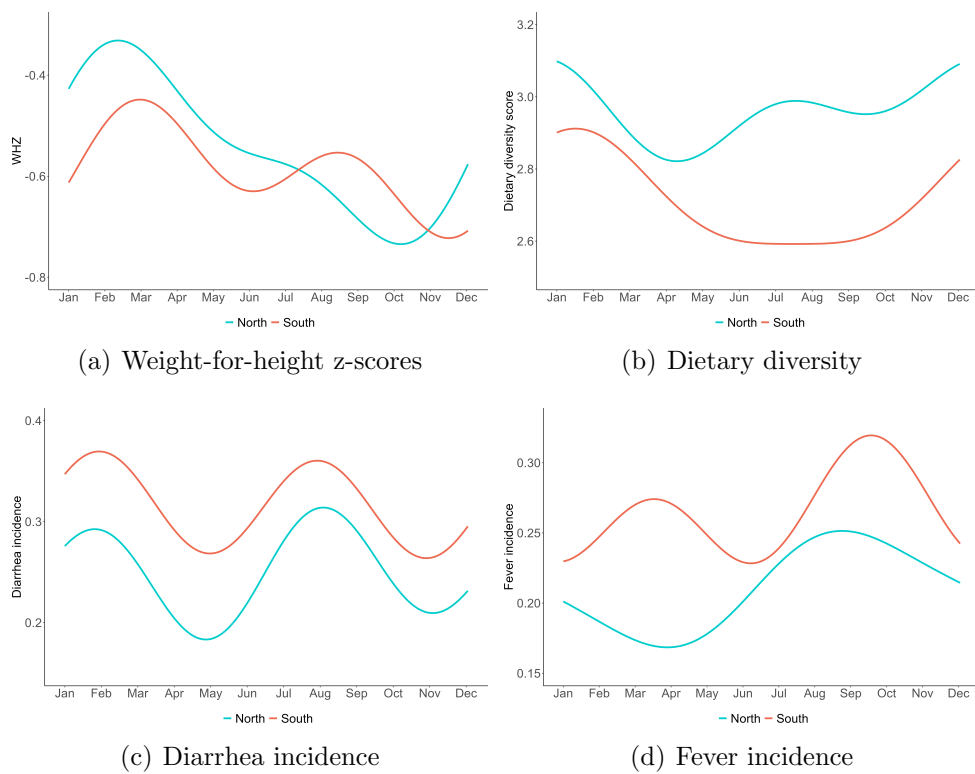 WHZ
-0.4
-0.6
-0.8
Jan Feb Mar Apr May Jun Jul Aug Sep Oct Nov Dec
North South
(a) Weight-for-height z-scores
Dietary diversity score
3.2
3.0
2.8
2.6
Jan Feb Mar Apr May Jun Jul Aug Sep Oct Nov Dec
North South
(b) Dietary diversity
Diarrhea incidence
0.4
0.3
0.2
Jan Feb Mar Apr May Jun Jul Aug Sep Oct Nov Dec
North South
(c) Diarrhea incidence
Fever incidence
0.30
0.25
0.20
0.15
Jan Feb Mar Apr May Jun Jul Aug Sep Oct Nov Dec
North South
(d) Fever incidence